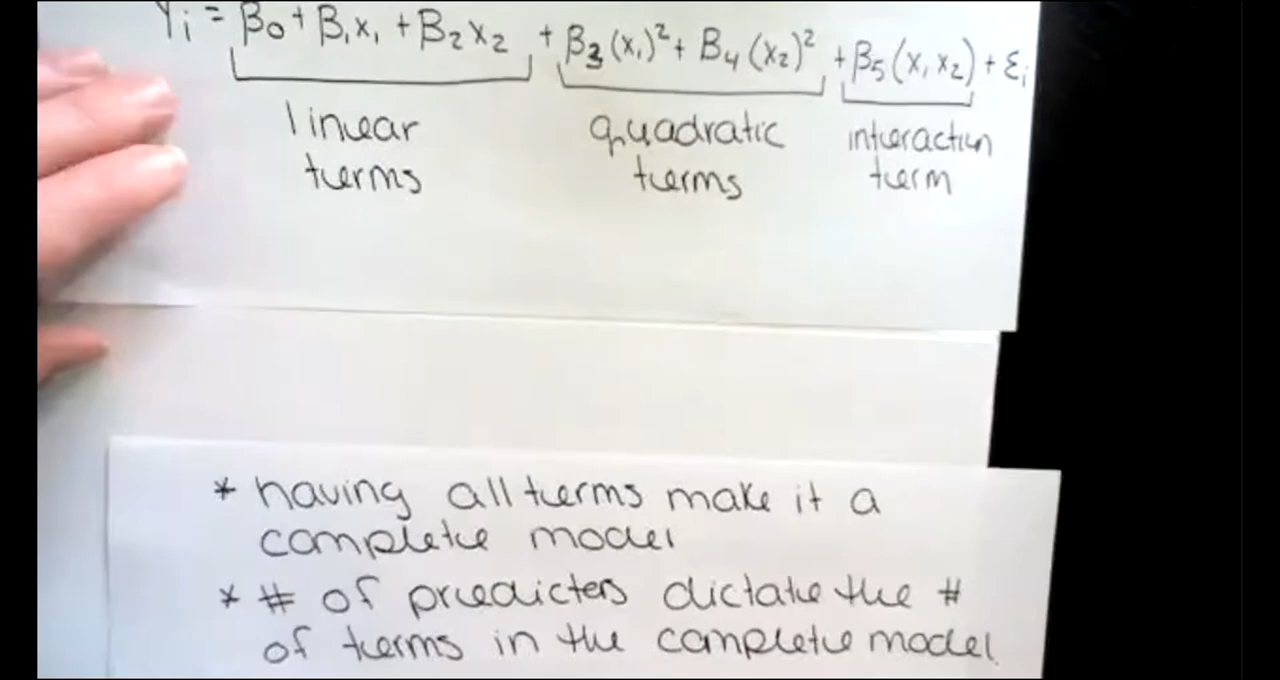 Yi = β0 + β1x1 + β2x2 + β3(x1)² + β4(x2)² + β5(x1x2) + εi
linear quadratic interaction
terms terms term
* having all terms make it a
complete model
* # of predicters dictate the #
of terms in the complete model.